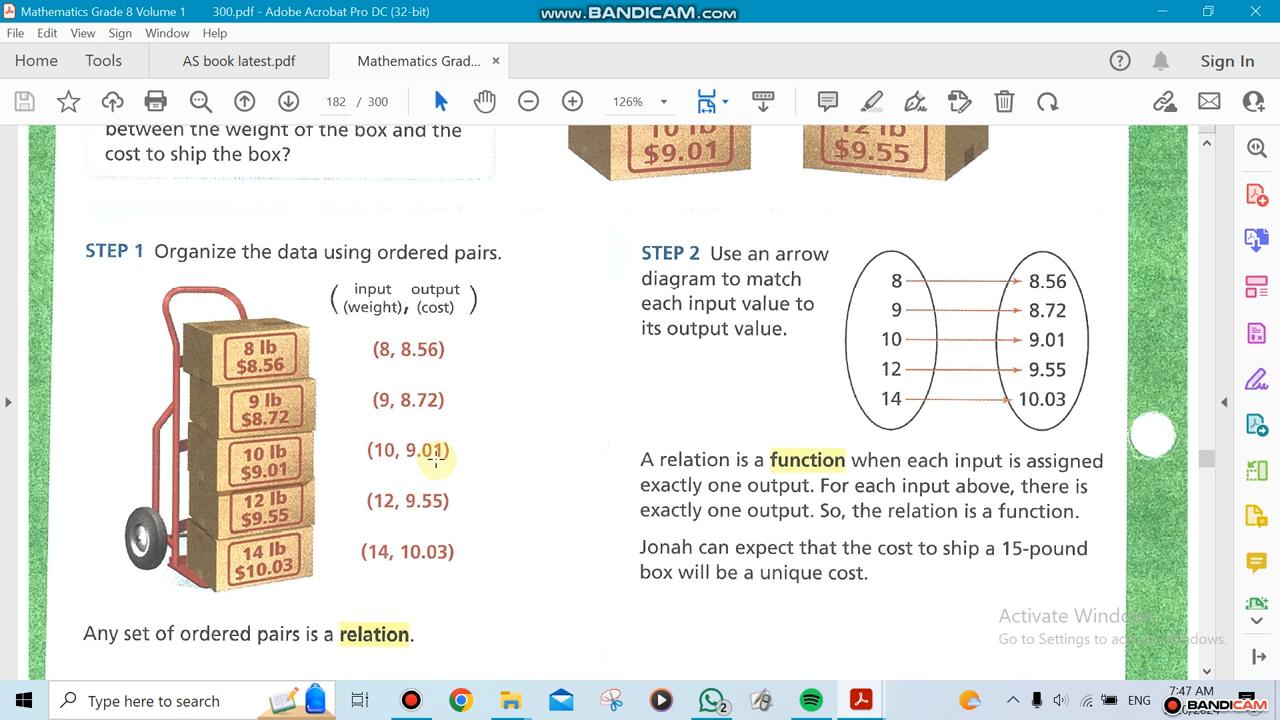 Mathematics Grade 8 Volume 1 300.pdf - Adobe Acrobat Pro DC (32-bit)
www.BANDICAM.com
File Edit View Sign Window Help
Home Tools AS book latest.pdf Mathematics Grad... × Sign In
182 / 300 126%
between the weight of the box and the
cost to ship the box?
10 lb
$9.01
12 lb
$9.55
STEP 1 Organize the data using ordered pairs.
input output
(weight), (cost)
(8, 8.56)
(9, 8.72)
(10, 9.01)
(12, 9.55)
(14, 10.03)
8 lb
$8.56
9 lb
$8.72
10 lb
$9.01
12 lb
$9.55
14 lb
$10.03
Any set of ordered pairs is a relation.
STEP 2 Use an arrow
diagram to match
each input value to
its output value.
8 8.56
9 8.72
10 9.01
12 9.55
14 10.03
A relation is a function when each input is assigned
exactly one output. For each input above, there is
exactly one output. So, the relation is a function.
Jonah can expect that the cost to ship a 15-pound
box will be a unique cost.
Activate Windows
Go to Settings to activate Windows.
Type here to search
2
ENG
7:47 AM
BANDICAM